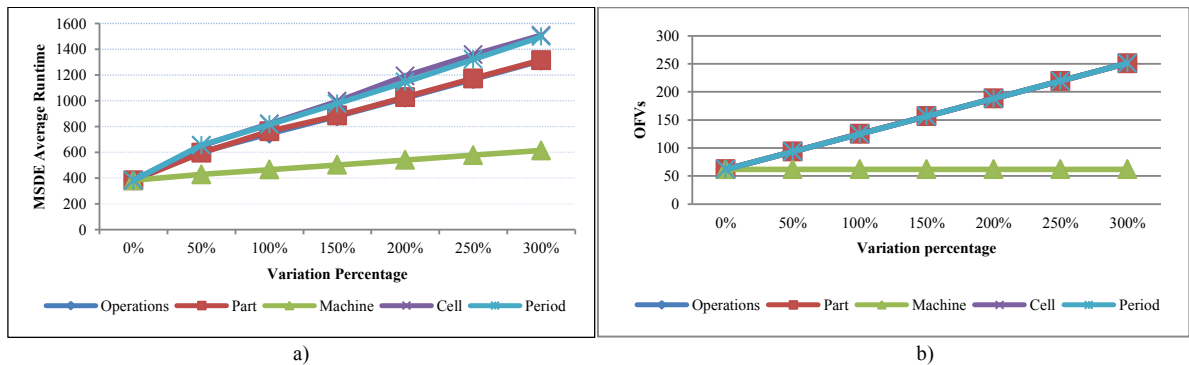 1600
1400
1200
1000
800
600
400
200
0
MSDE Average Runtime
0% 50% 100% 150% 200% 250% 300%
Variation Percentage
Operations Part Machine Cell Period
a)
300
250
200
150
100
50
0
OFVs
0% 50% 100% 150% 200% 250% 300%
Variation percentage
Operations Part Machine Cell Period
b)